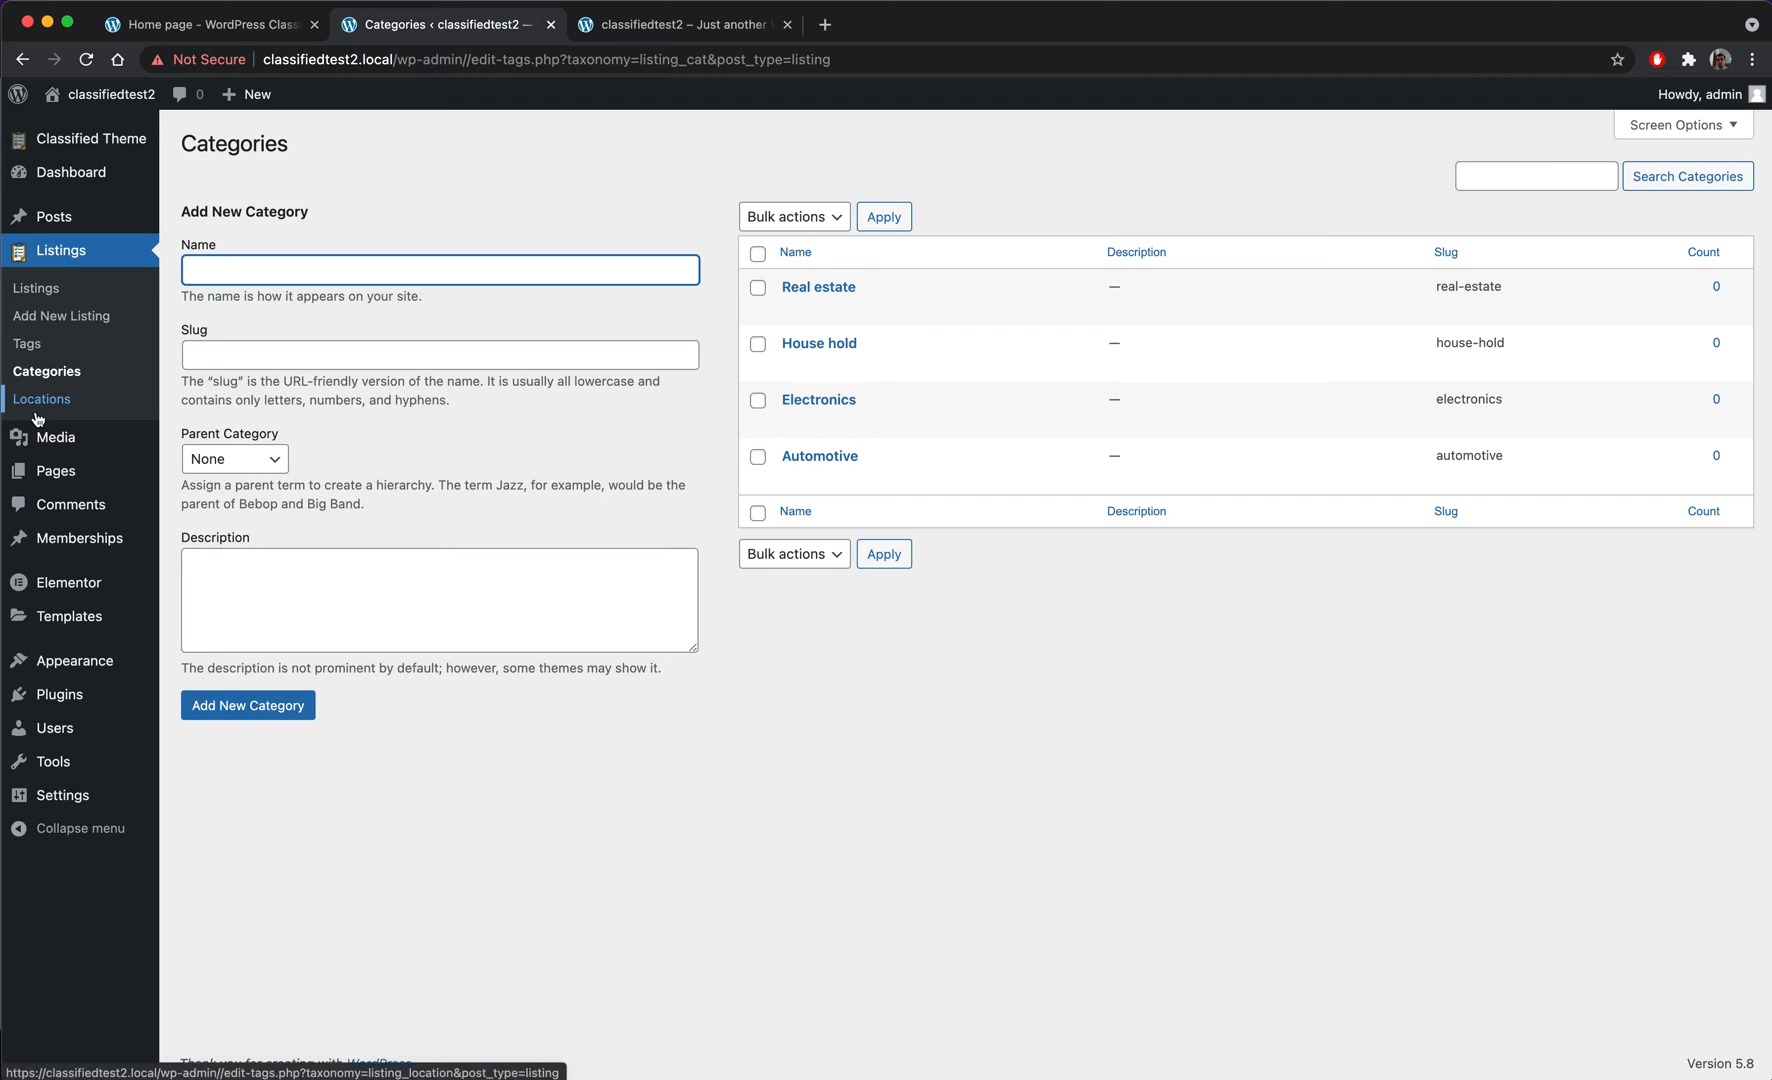 Home page - WordPress Class
Categories ‹ classifiedtest2 —
classifiedtest2 – Just another
Not Secure
classifiedtest2.local/wp-admin//edit-tags.php?taxonomy=listing_cat&post_type=listing
classifiedtest2
0
New
Howdy, admin
Classified Theme
Dashboard
Posts
Listings
Listings
Add New Listing
Tags
Categories
Locations
Media
Pages
Comments
Memberships
Elementor
Templates
Appearance
Plugins
Users
Tools
Settings
Collapse menu
Categories
Screen Options
Search Categories
Add New Category
Name
The name is how it appears on your site.
Slug
The “slug” is the URL-friendly version of the name. It is usually all lowercase and
contains only letters, numbers, and hyphens.
Parent Category
None
Assign a parent term to create a hierarchy. The term Jazz, for example, would be the
parent of Bebop and Big Band.
Description
The description is not prominent by default; however, some themes may show it.
Add New Category
Bulk actions Apply
Name Description Slug Count
Real estate — real-estate 0
House hold — house-hold 0
Electronics — electronics 0
Automotive — automotive 0
Name Description Slug Count
Bulk actions Apply
Thank you for creating with WordPress
Version 5.8
https://classifiedtest2.local/wp-admin//edit-tags.php?taxonomy=listing_location&post_type=listing